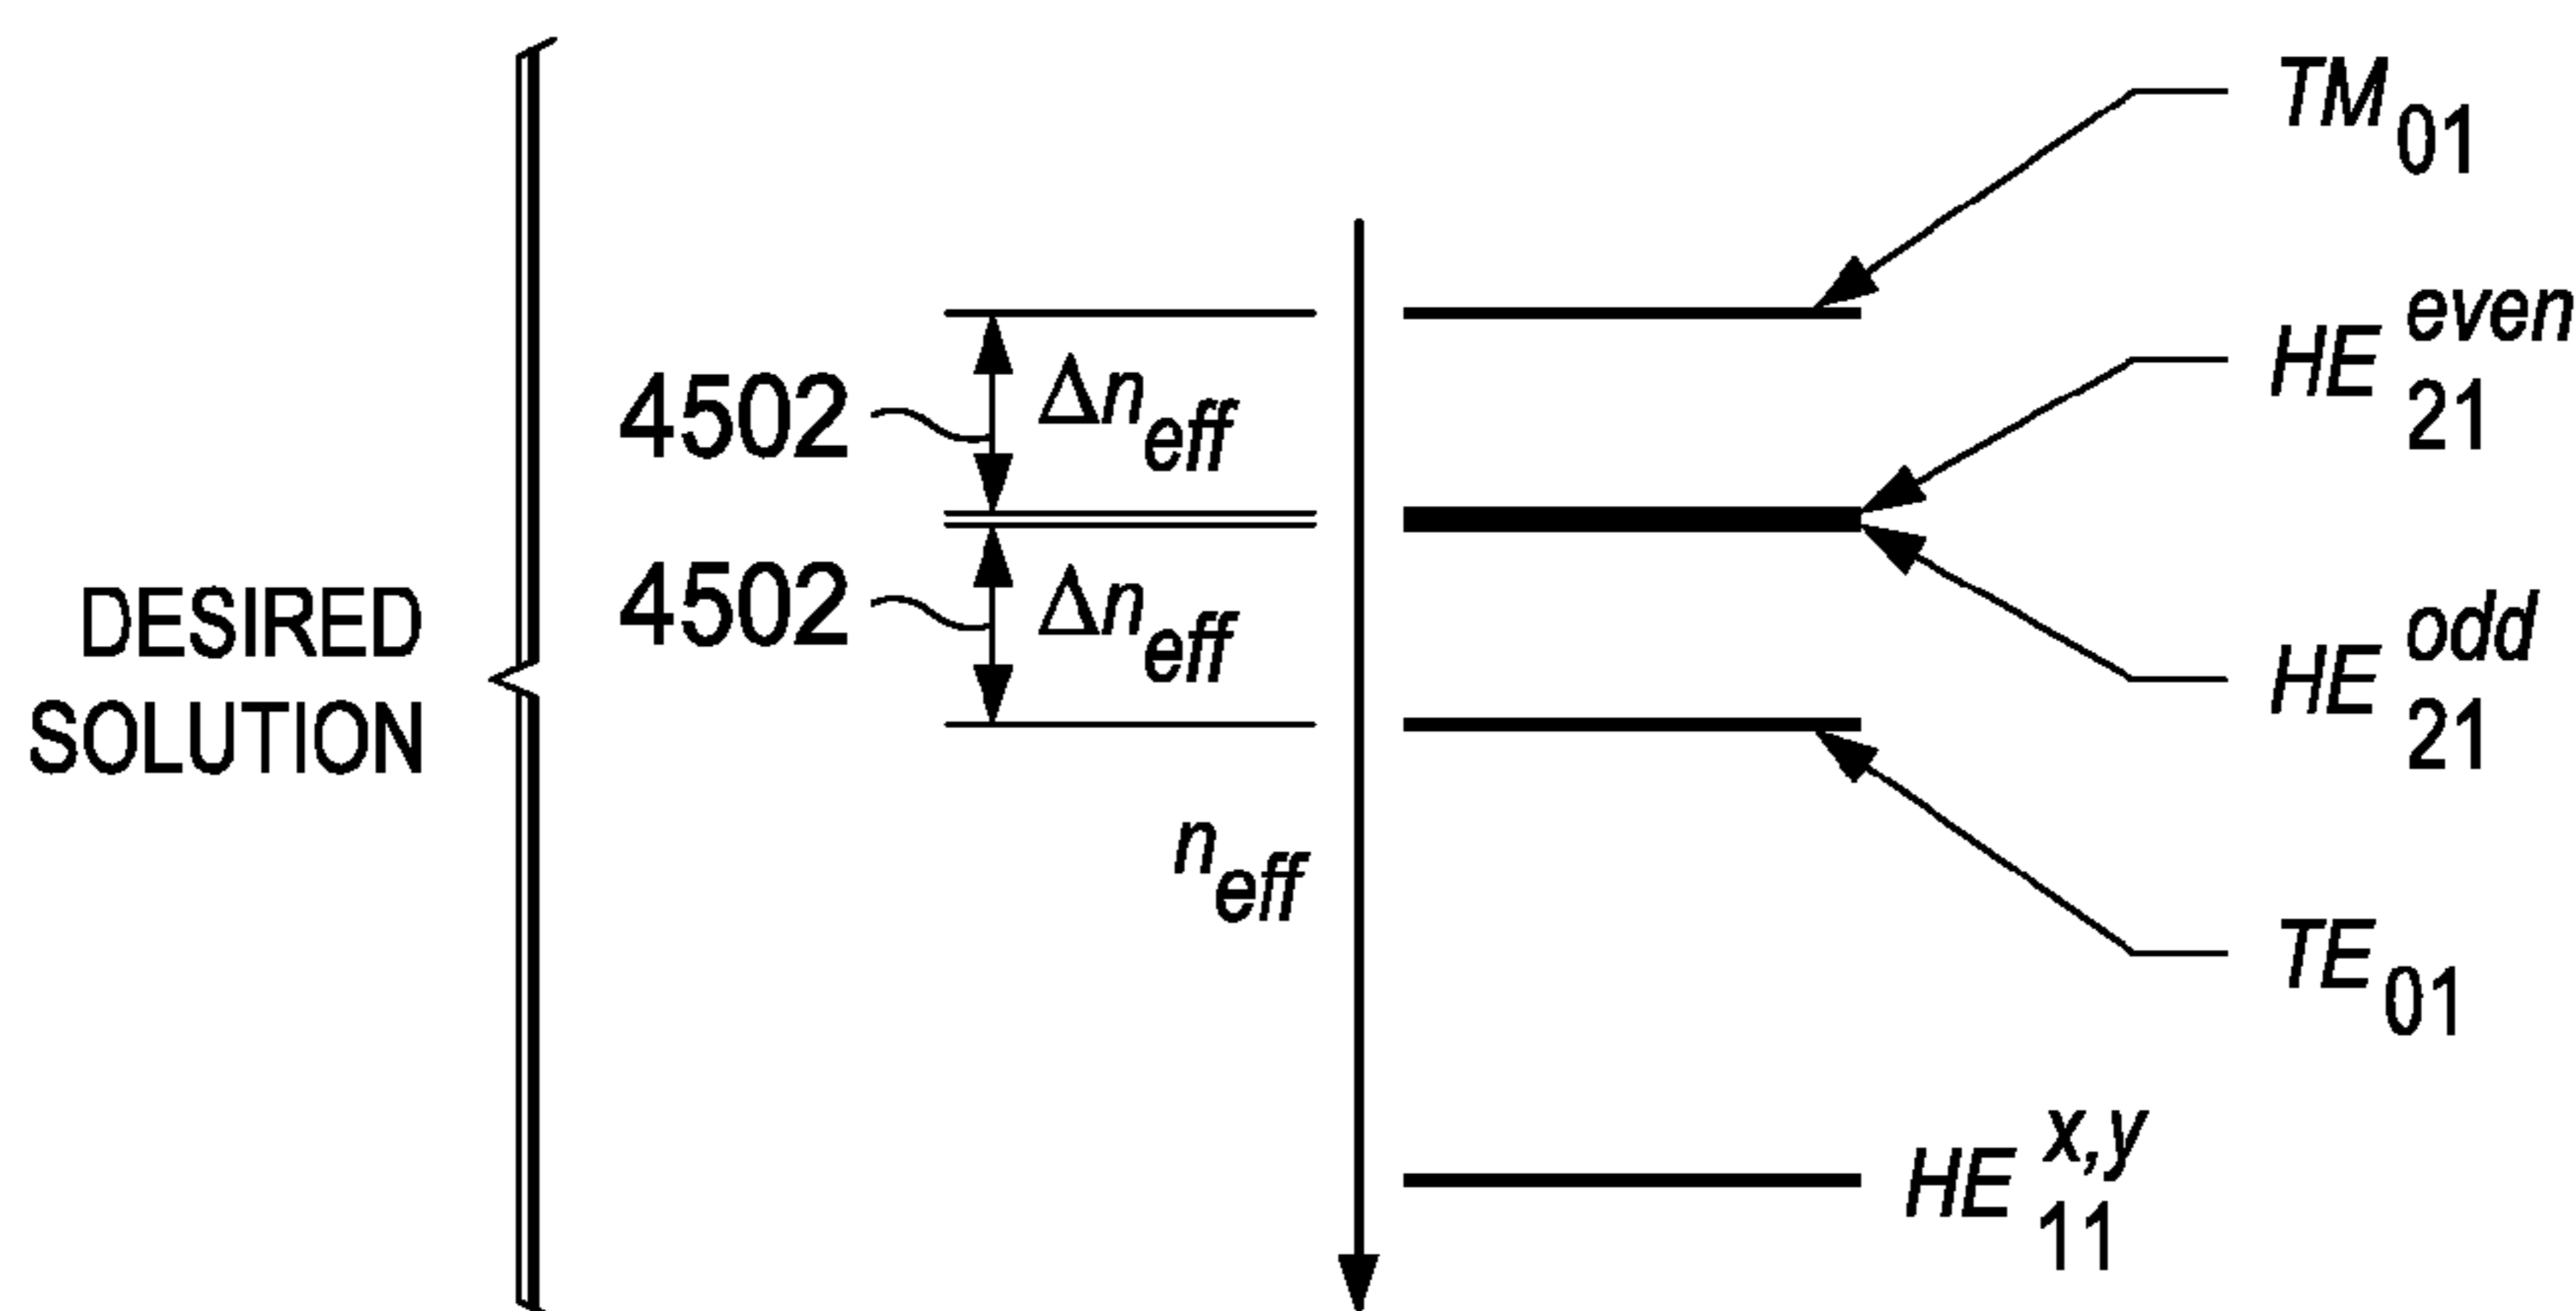 TM01
HE21even
4502 Δneff
4502 Δneff
DESIRED
SOLUTION
HE21odd
neff
TE01
HE11x,y